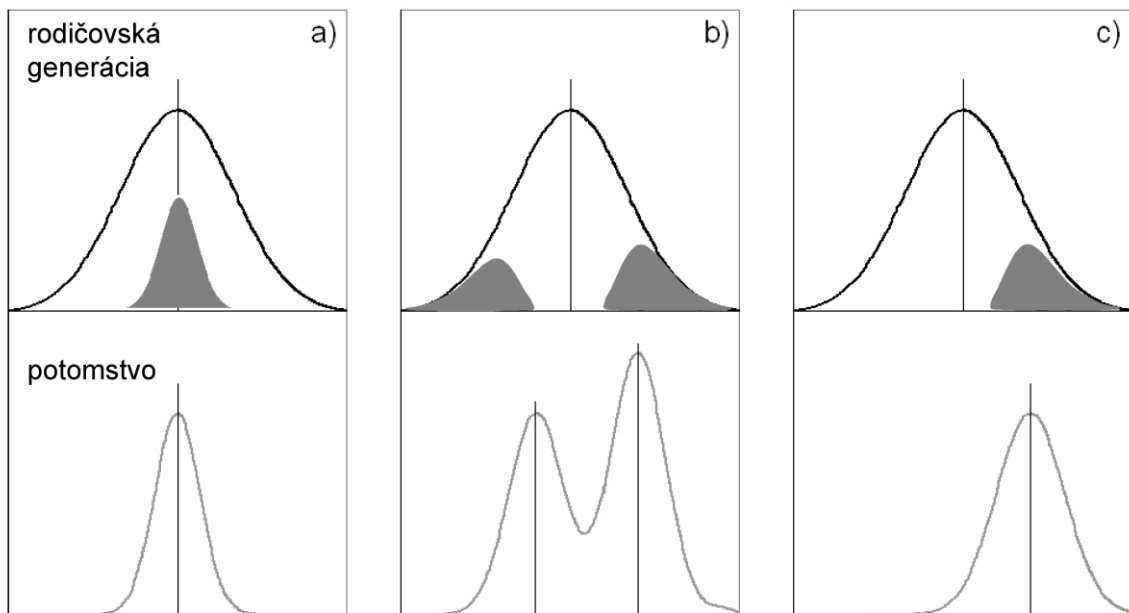 rodičovská
generácia
a)
b)
c)
potomstvo